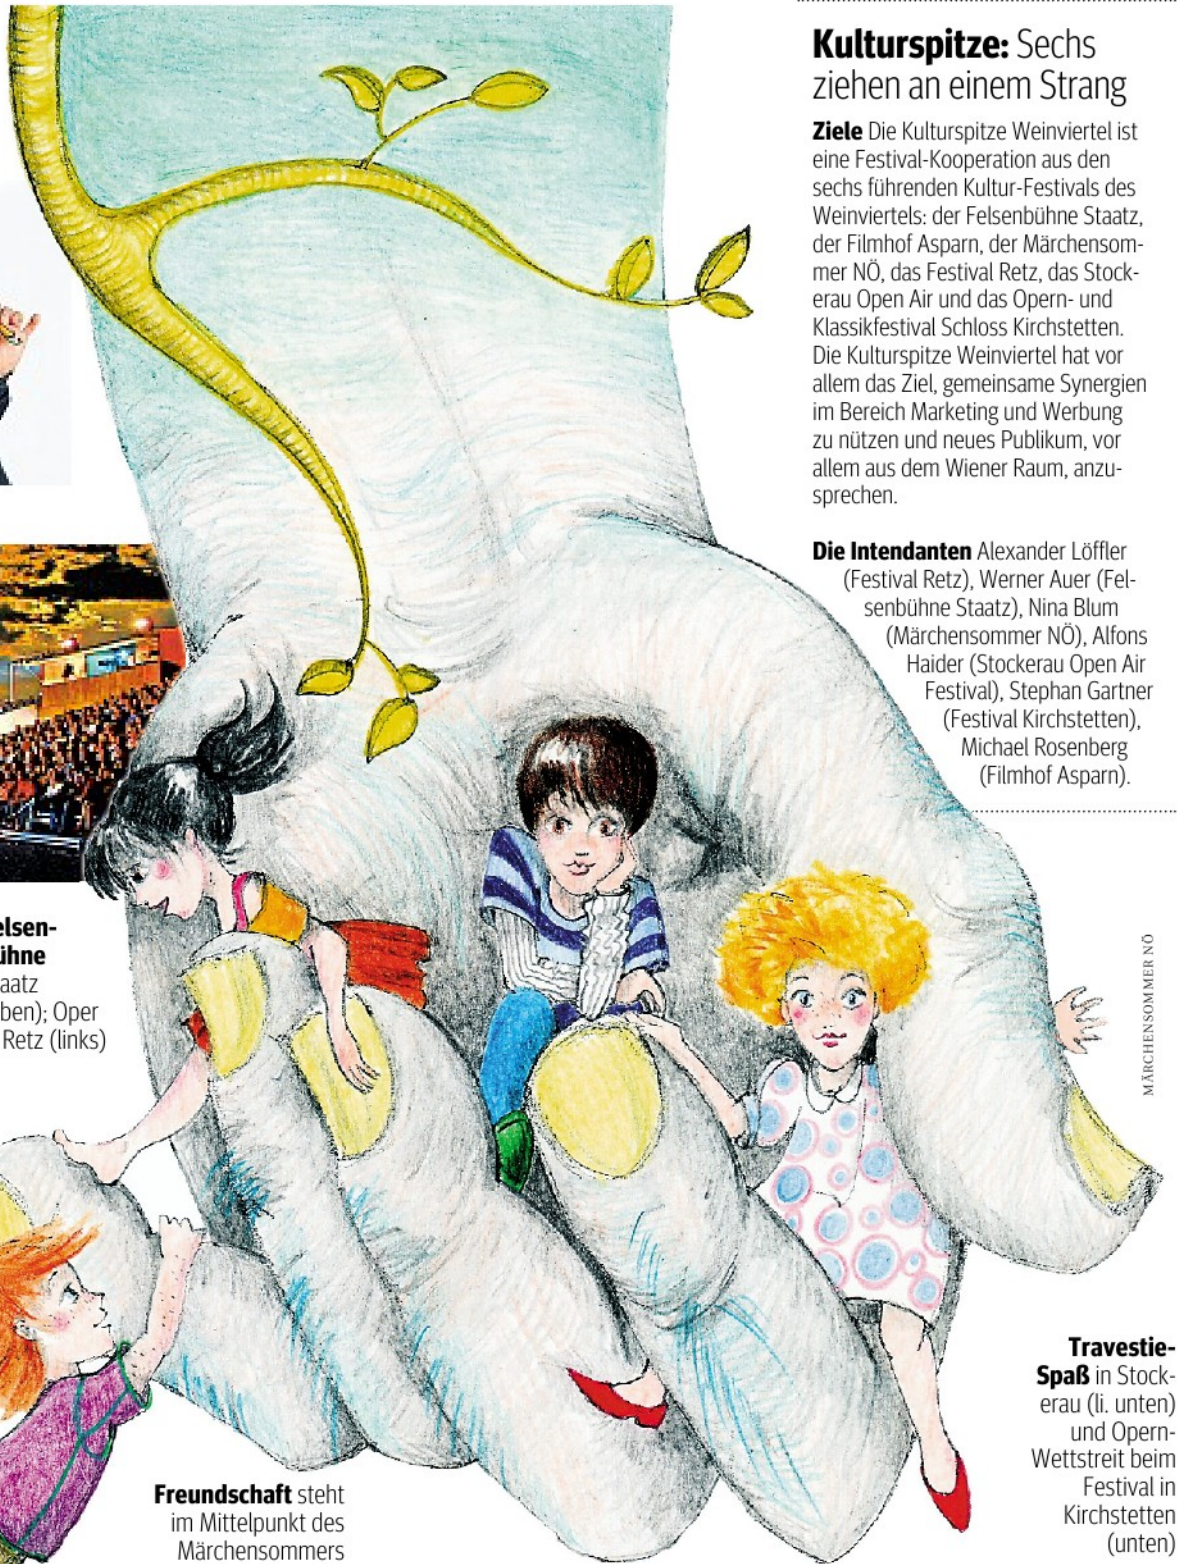 Kulturspitze: Sechs
ziehen an einem Strang
Ziele Die Kulturspitze Weinviertel ist
eine Festival-Kooperation aus den
sechs führenden Kultur-Festivals des
Weinviertels: der Felsenbühne Staatz,
der Filmhof Asparn, der Märchensom-
mer NÖ, das Festival Retz, das Stock-
erau Open Air und das Opern- und
Klassikfestival Schloss Kirchstetten.
Die Kulturspitze Weinviertel hat vor
allem das Ziel, gemeinsame Synergien
im Bereich Marketing und Werbung
zu nützen und neues Publikum, vor
allem aus dem Wiener Raum, anzu-
sprechen.
Die Intendanten Alexander Löffler
(Festival Retz), Werner Auer (Fel-
senbühne Staatz), Nina Blum
(Märchensommer NÖ), Alfons
Haider (Stockerau Open Air
Festival), Stephan Gartner
(Festival Kirchstetten),
Michael Rosenberg
(Filmhof Asparn).
elsen-
ühne
aatz
ben); Oper
Retz (links)
MÄRCHENSOMMER NÖ
Travestie-
Spaß in Stock-
erau (li. unten)
und Opern-
Wettstreit beim
Festival in
Kirchstetten
(unten)
Freundschaft steht
im Mittelpunkt des
Märchensommers